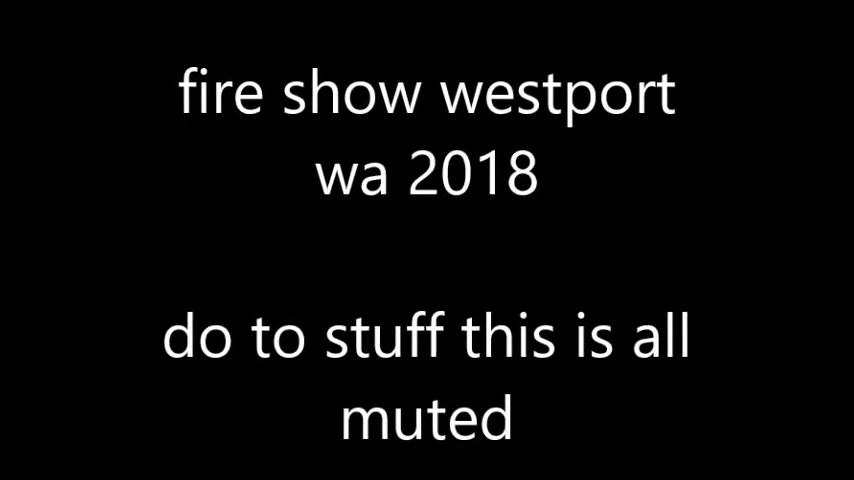 fire show westport
wa 2018
do to stuff this is all
muted